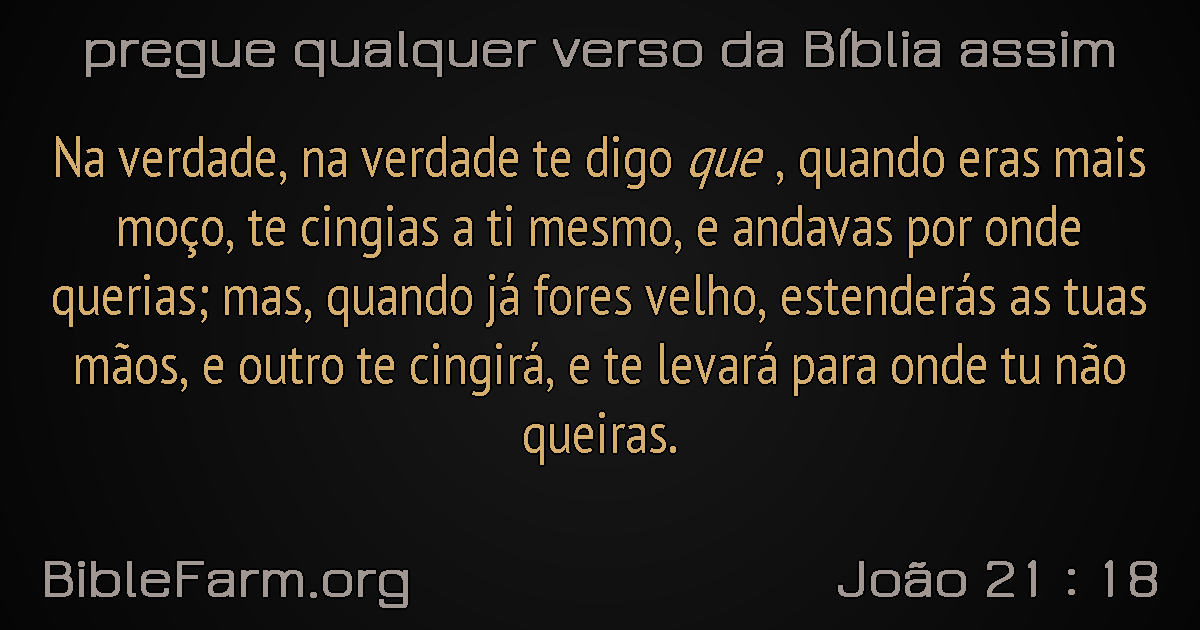 pregue qualquer verso da Bíblia assim
Na verdade, na verdade te digo que , quando eras mais
moço, te cingias a ti mesmo, e andavas por onde
querias; mas, quando já fores velho, estenderás as tuas
mãos, e outro te cingirá, e te levará para onde tu não
queiras.
BibleFarm.org
João 21 : 18